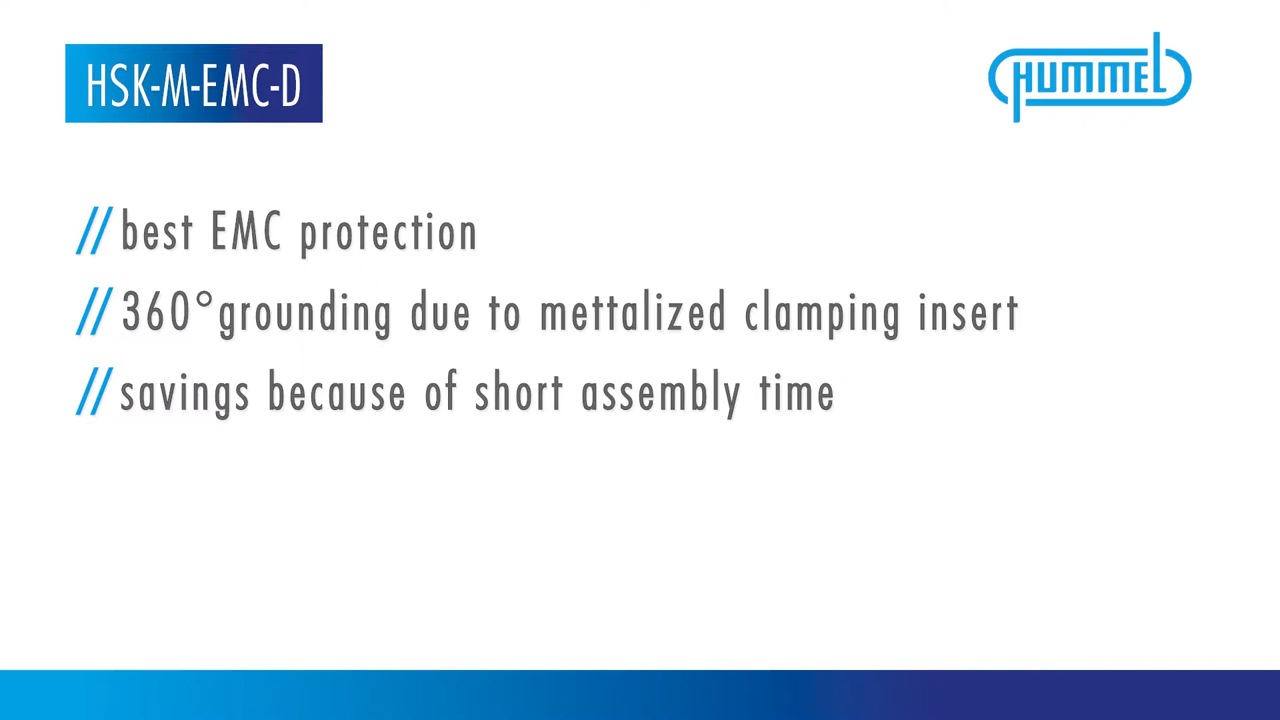 HSK-M-EMC-D
HUMMEL
// best EMC protection
// 360°grounding due to mettalized clamping insert
// savings because of short assembly time